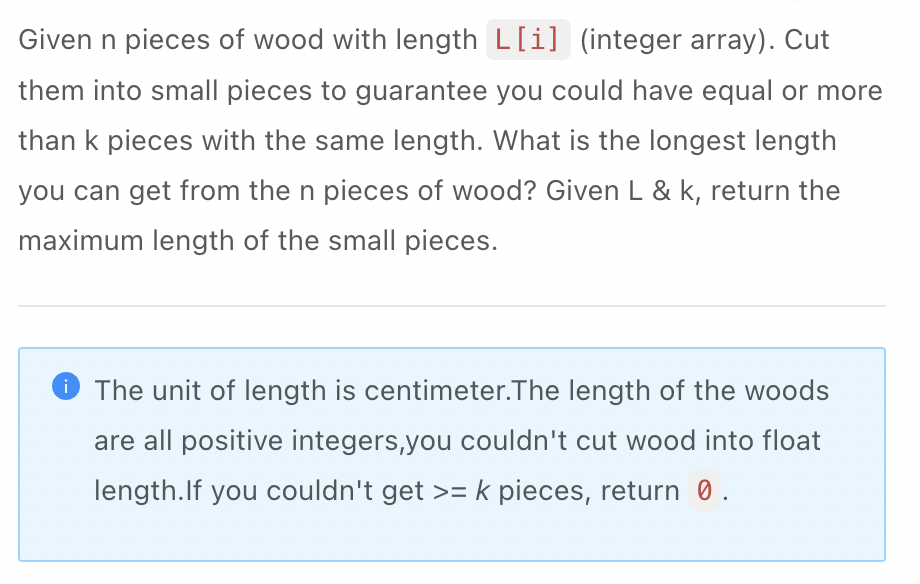 Given n pieces of wood with length L[i] (integer array). Cut
them into small pieces to guarantee you could have equal or more
than k pieces with the same length. What is the longest length
you can get from the n pieces of wood? Given L & k, return the
maximum length of the small pieces.
The unit of length is centimeter.The length of the woods
are all positive integers,you couldn't cut wood into float
length.If you couldn't get >= k pieces, return 0.